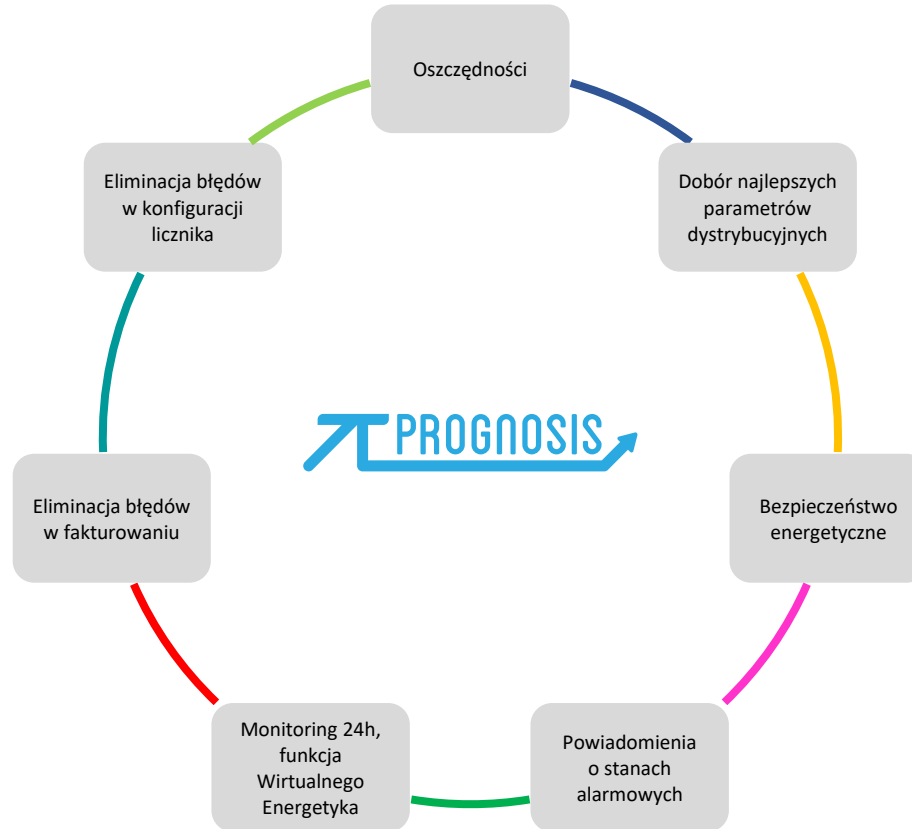 Oszczędności
Dobór najlepszych
parametrów
dystrybucyjnych
Bezpieczeństwo
energetyczne
Powiadomienia
o stanach
alarmowych
Monitoring 24h,
funkcja
Wirtualnego
Energetyka
Eliminacja błędów
w fakturowaniu
Eliminacja błędów
w konfiguracji
licznika
PROGNOSIS